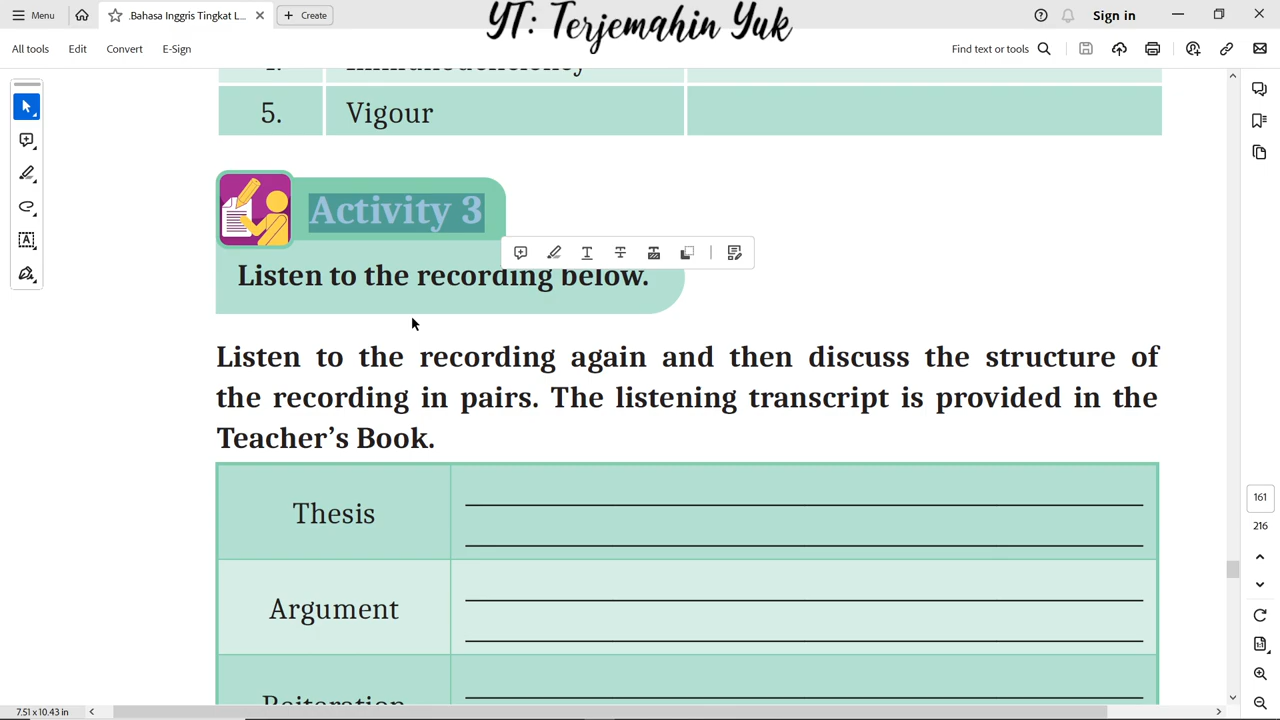 Menu
.Bahasa Inggris Tingkat L...
Create
YT: Terjemahin Yuk
Sign in
All tools
Edit
Convert
E-Sign
Find text or tools
5.
Vigour
Activity 3
Listen to the recording below.
Listen to the recording again and then discuss the structure of
the recording in pairs. The listening transcript is provided in the
Teacher’s Book.
Thesis
Argument
Reiteration
161
216
7.51 x 10.43 in